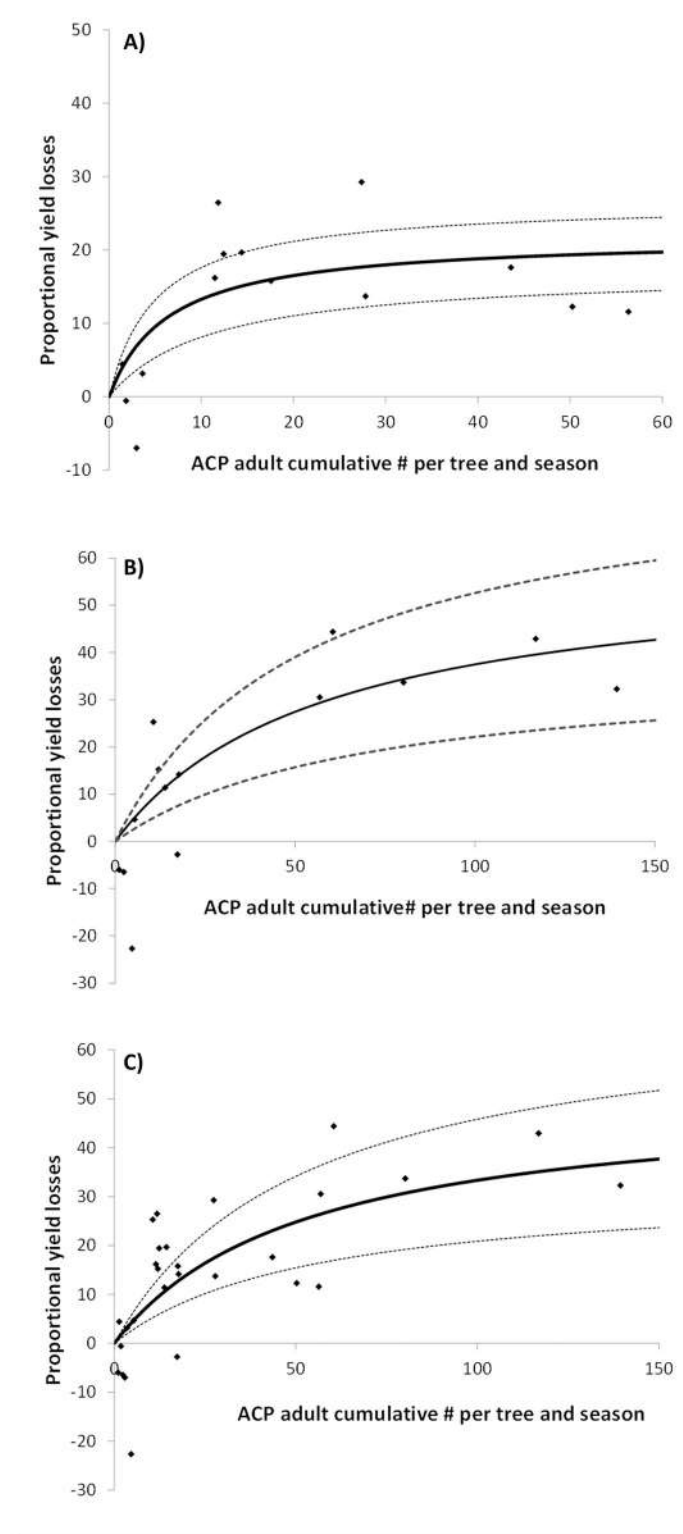 50
A)
40
30
20
10
0
0 10 20 30 40 50 60
-10
Proportional yield losses
ACP adult cumulative # per tree and season
60
B)
50
40
30
20
10
0
0 50 100 150
-10
-20
-30
Proportional yield losses
ACP adult cumulative# per tree and season
60
C)
50
40
30
20
10
0
0 50 100 150
-10
-20
-30
Proportional yield losses
ACP adult cumulative # per tree and season